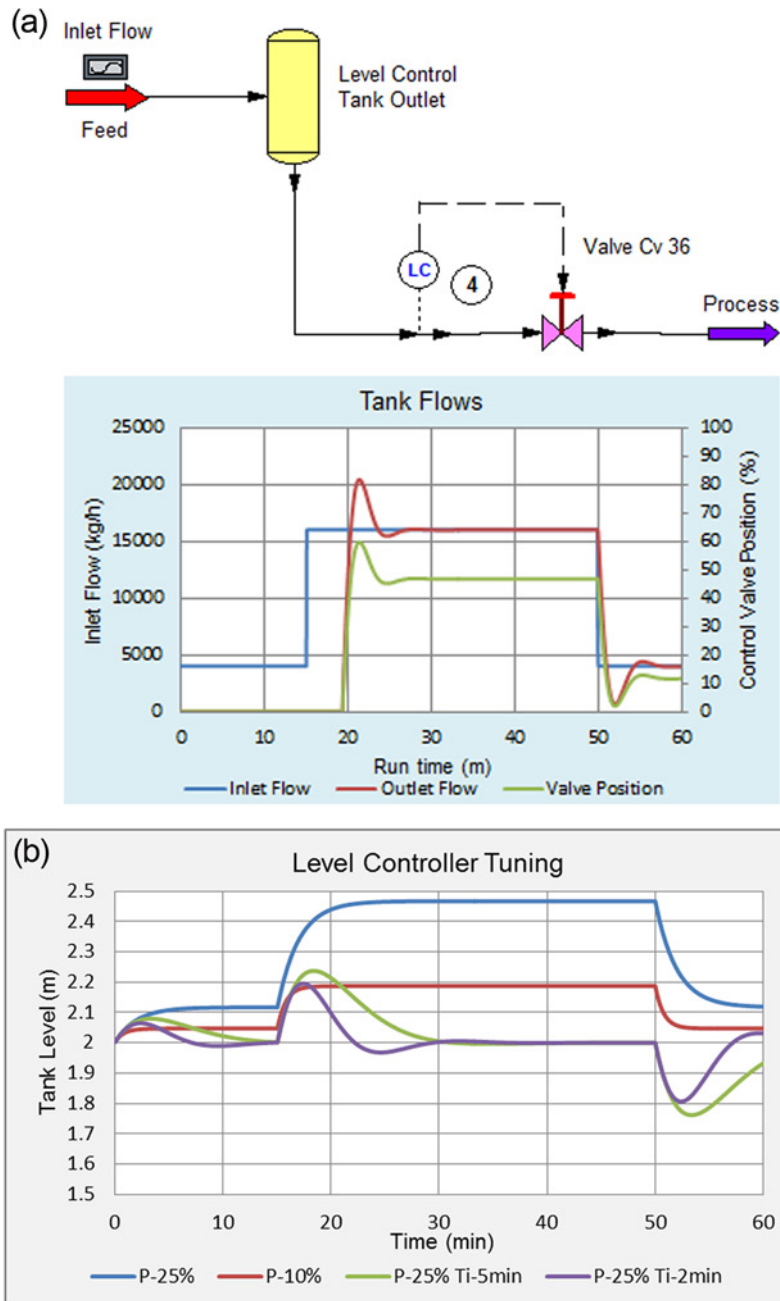 (a)
Inlet Flow
Feed
Level Control
Tank Outlet
LC
4
Valve Cv 36
Process
Tank Flows
Inlet Flow (kg/h)
25000
20000
15000
10000
5000
0
Control Valve Position (%)
100
90
80
70
60
50
40
30
20
10
0
0 10 20 30 40 50 60
Run time (m)
Inlet Flow Outlet Flow Valve Position
(b)
Level Controller Tuning
Tank Level (m)
2.5
2.4
2.3
2.2
2.1
2
1.9
1.8
1.7
1.6
1.5
0 10 20 30 40 50 60
Time (min)
P-25% P-10% P-25% Ti-5min P-25% Ti-2min